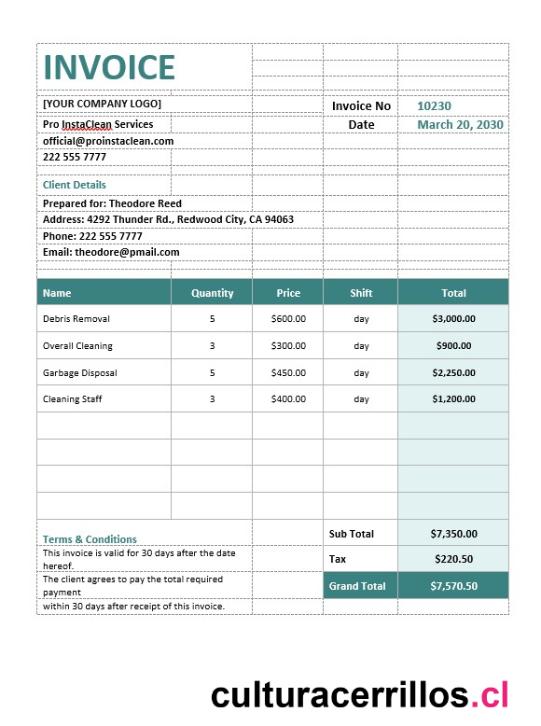 INVOICE
[YOUR COMPANY LOGO]
Invoice No 10230
Pro InstaClean Services
Date March 20, 2030
official@proinstaclean.com
222 555 7777
Client Details
Prepared for: Theodore Reed
Address: 4292 Thunder Rd., Redwood City, CA 94063
Phone: 222 555 7777
Email: theodore@pmail.com
Name Quantity Price Shift Total
Debris Removal 5 $600.00 day $3,000.00
Overall Cleaning 3 $300.00 day $900.00
Garbage Disposal 5 $450.00 day $2,250.00
Cleaning Staff 3 $400.00 day $1,200.00
Sub Total $7,350.00
Tax $220.50
Grand Total $7,570.50
Terms & Conditions
This invoice is valid for 30 days after the date
hereof.
The client agrees to pay the total required
payment
within 30 days after receipt of this invoice.
culturacerrillos.cl